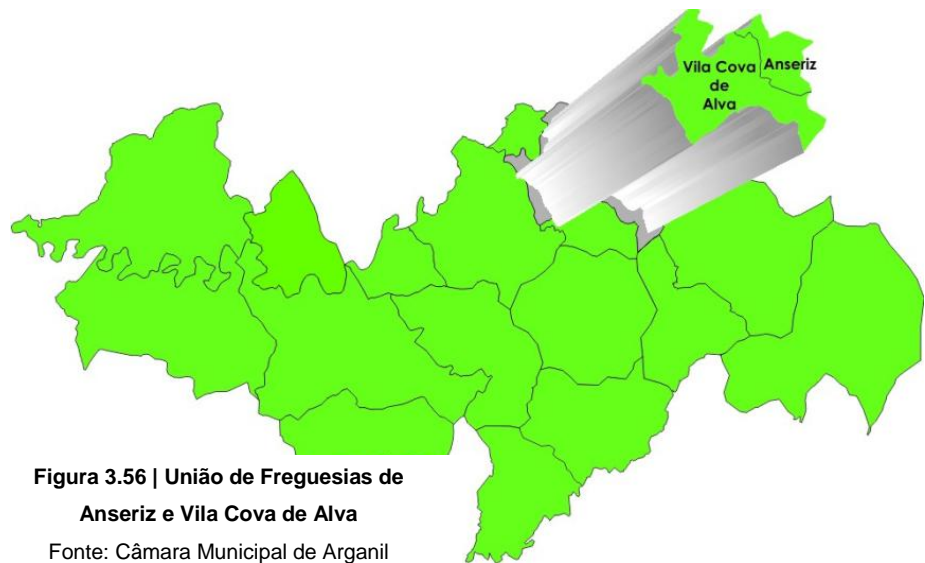 Vila Cova
de
Alva
Anseriz
Figura 3.56 | União de Freguesias de
Anseriz e Vila Cova de Alva
Fonte: Câmara Municipal de Arganil